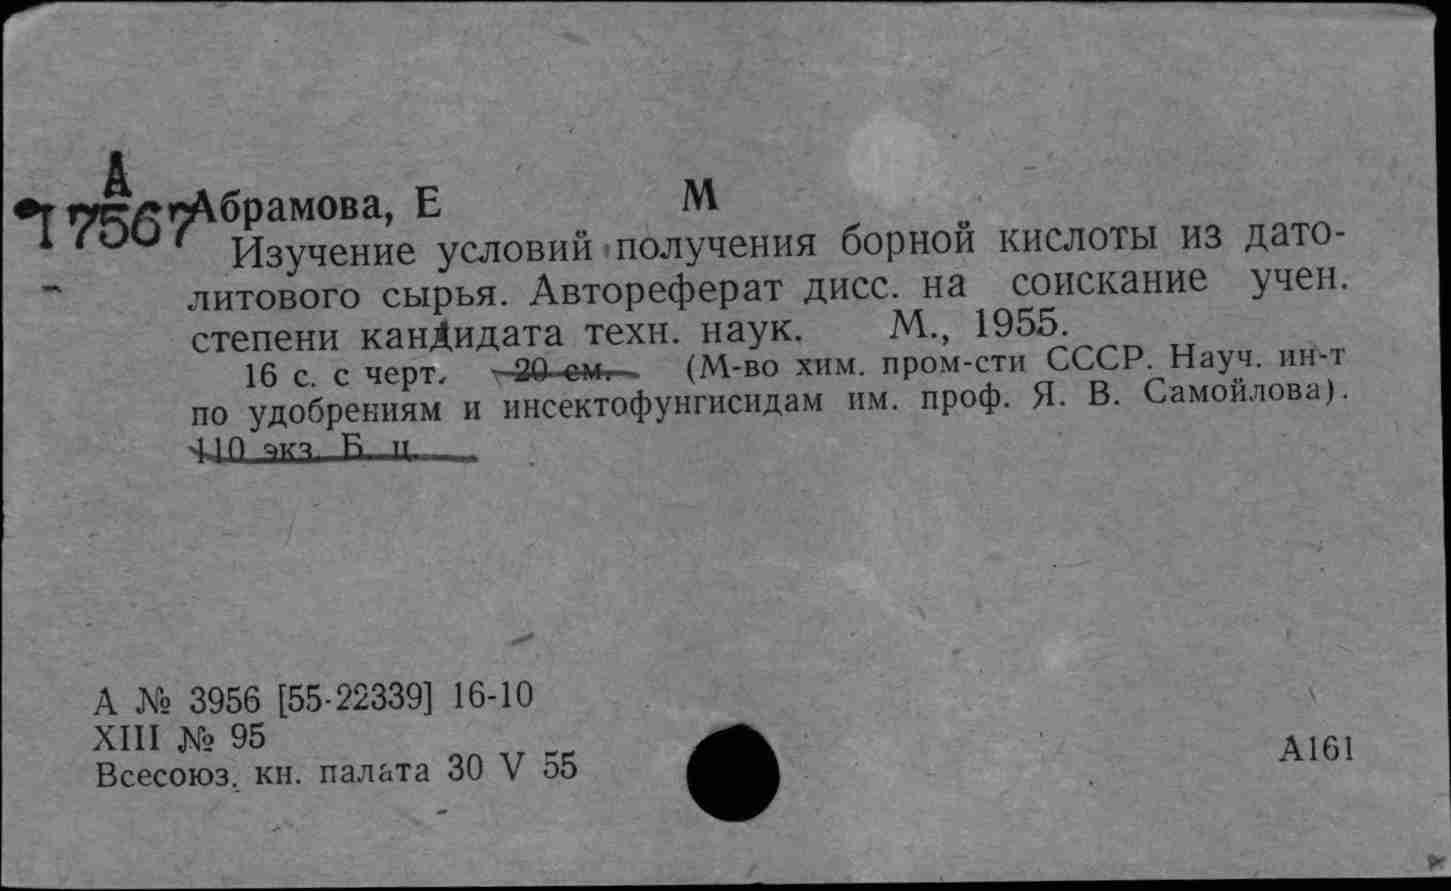 А
17567
Абрамова, Е М
Изучение условий получения борной кислоты из дато-
литового сырья. Автореферат дисс. на соискание учен.
степени кандидата техн. наук. М., 1955.
16 с. с черт. 20 см. (М-во хим. пром-сти СССР. Науч. ин-т
по удобрениям и инсектофунгисидам им. проф. Я. В. Самойлова).
110 экз. Б. ц.
А № 3956 [55-22339] 16-10
XIII № 95
Всесоюз. кн. палата 30 V 55
А161